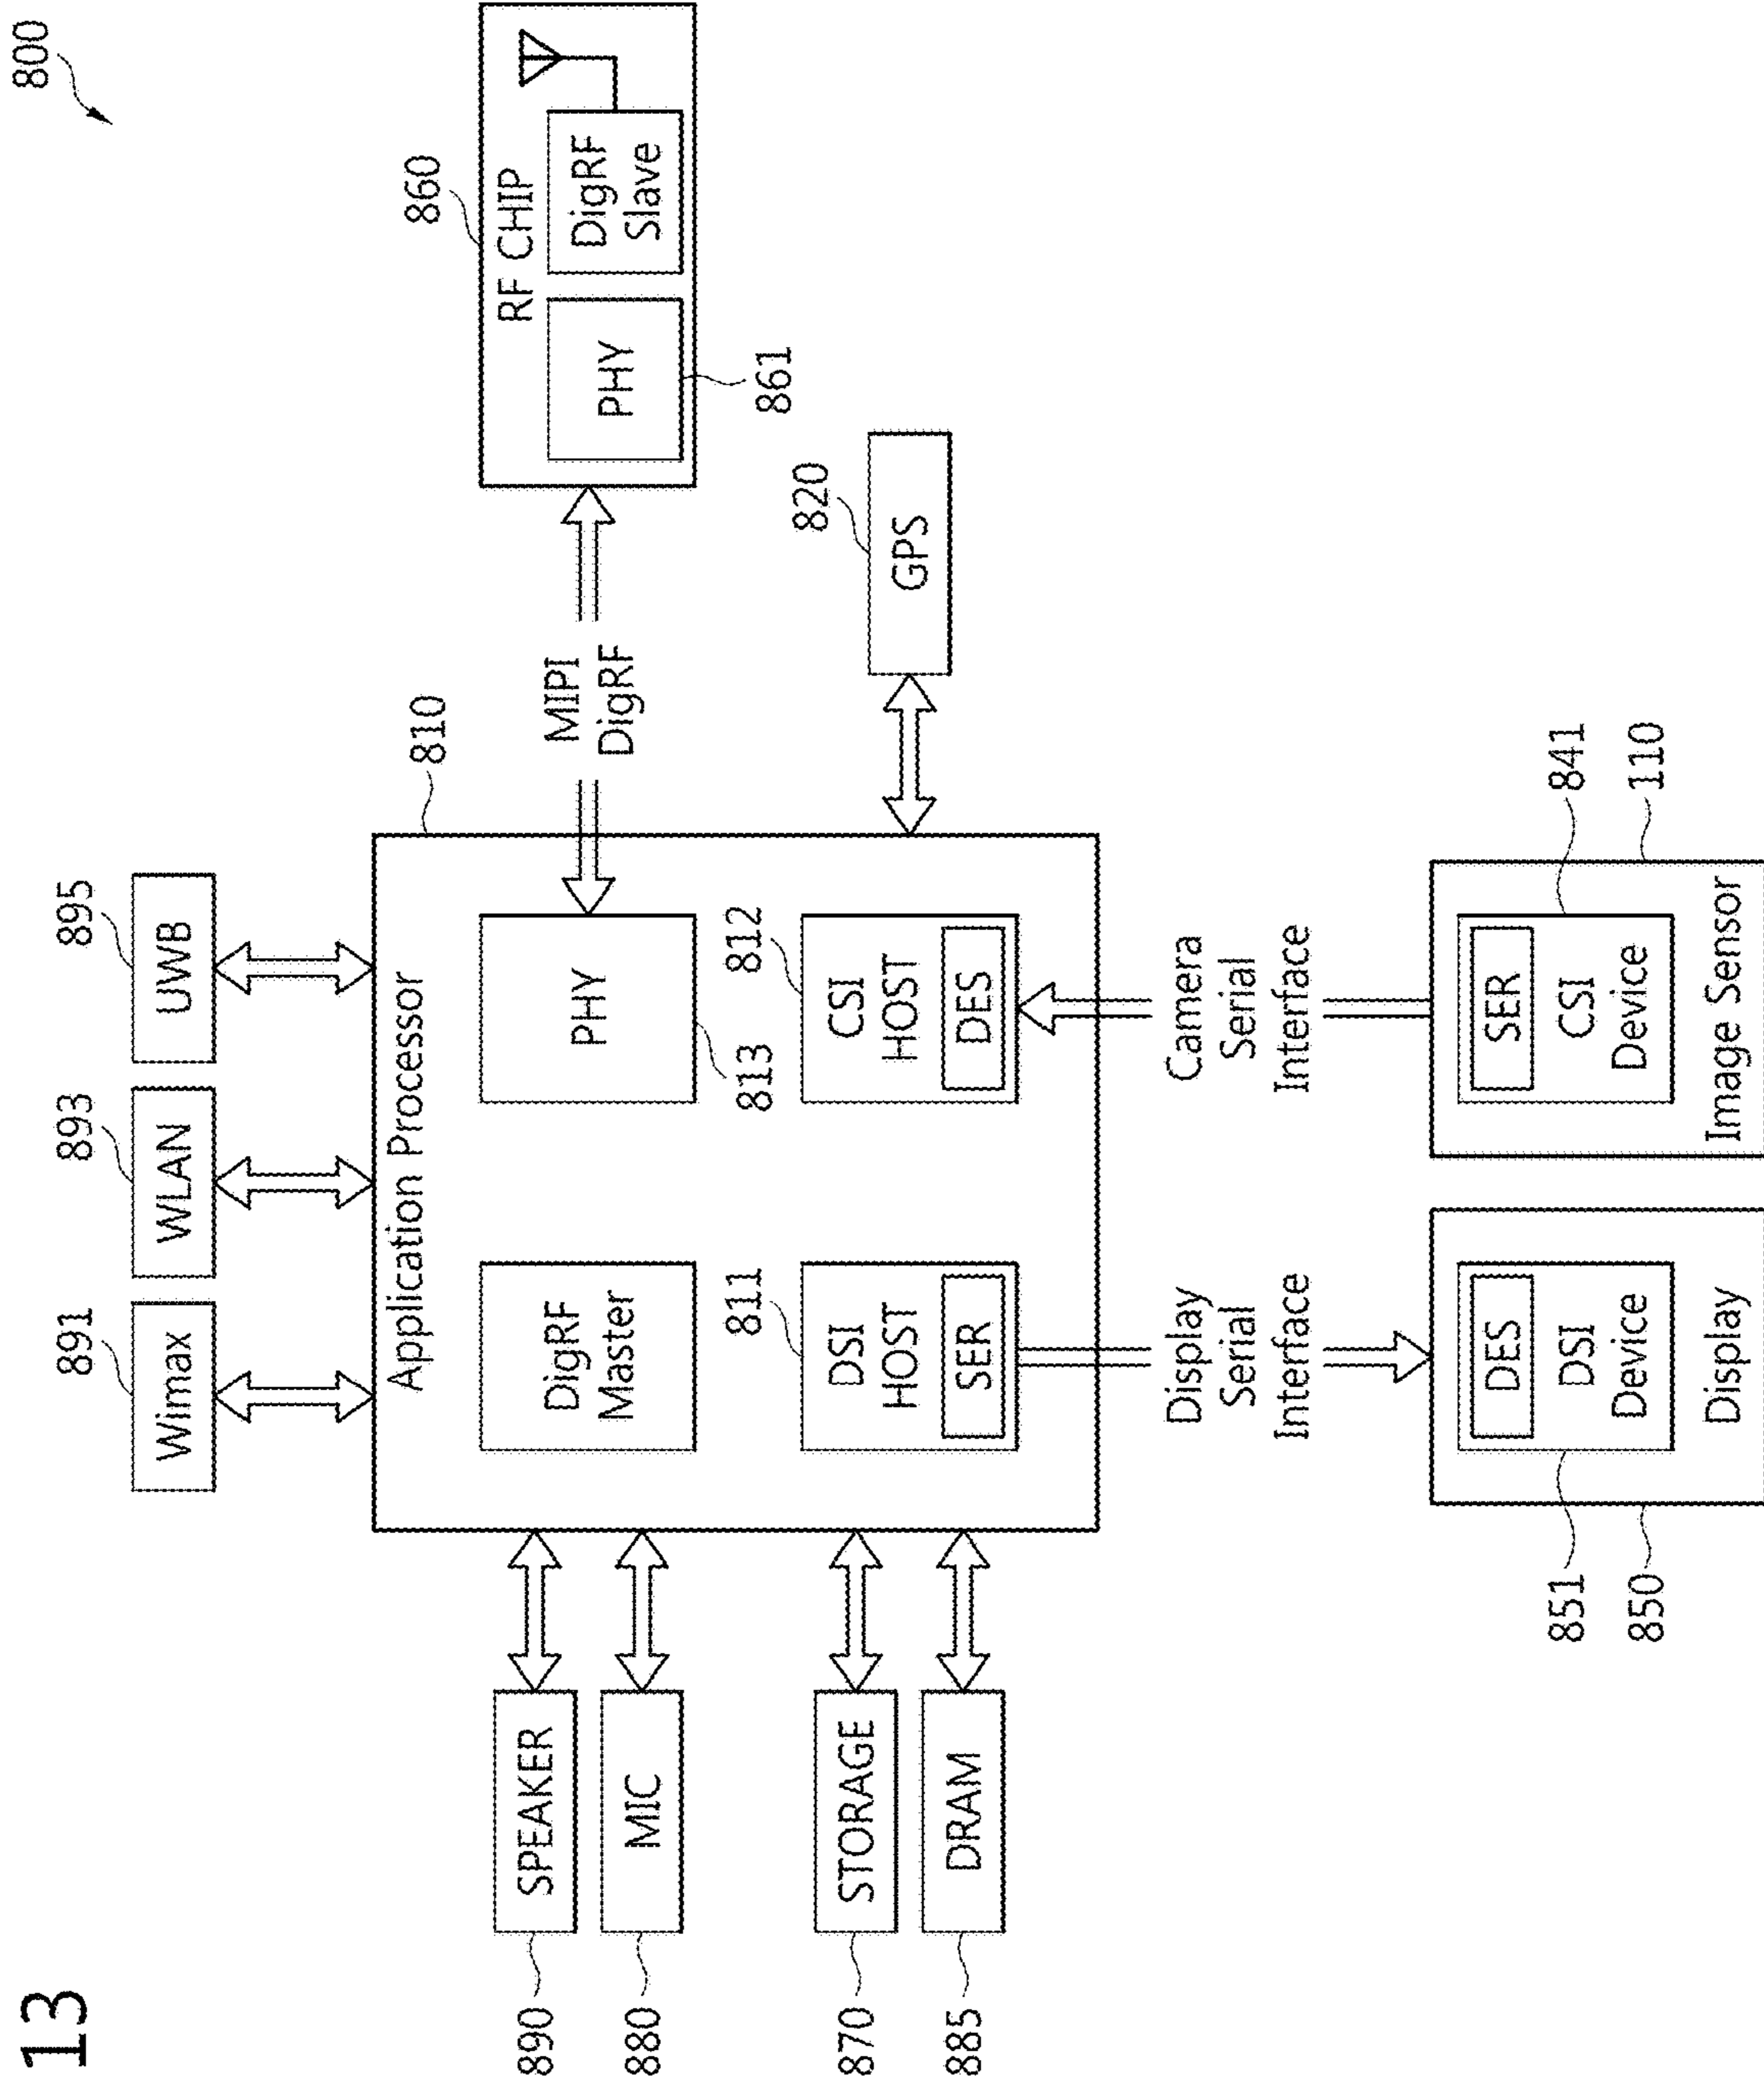 13
800
891
Wimax
893
WLAN
895
UWB
810
Application Processor
DigRF
Master
PHY
813
811
DSI
HOST
SER
812
CSI
HOST
DES
890
SPEAKER
880
MIC
870
STORAGE
885
DRAM
MIPI
DigRF
860
RF CHIP
PHY
861
DigRF
Slave
820
GPS
Display
Serial
Interface
Camera
Serial
Interface
851
850
DES
DSI
Device
Display
SER
CSI
Device
Image Sensor
841
110